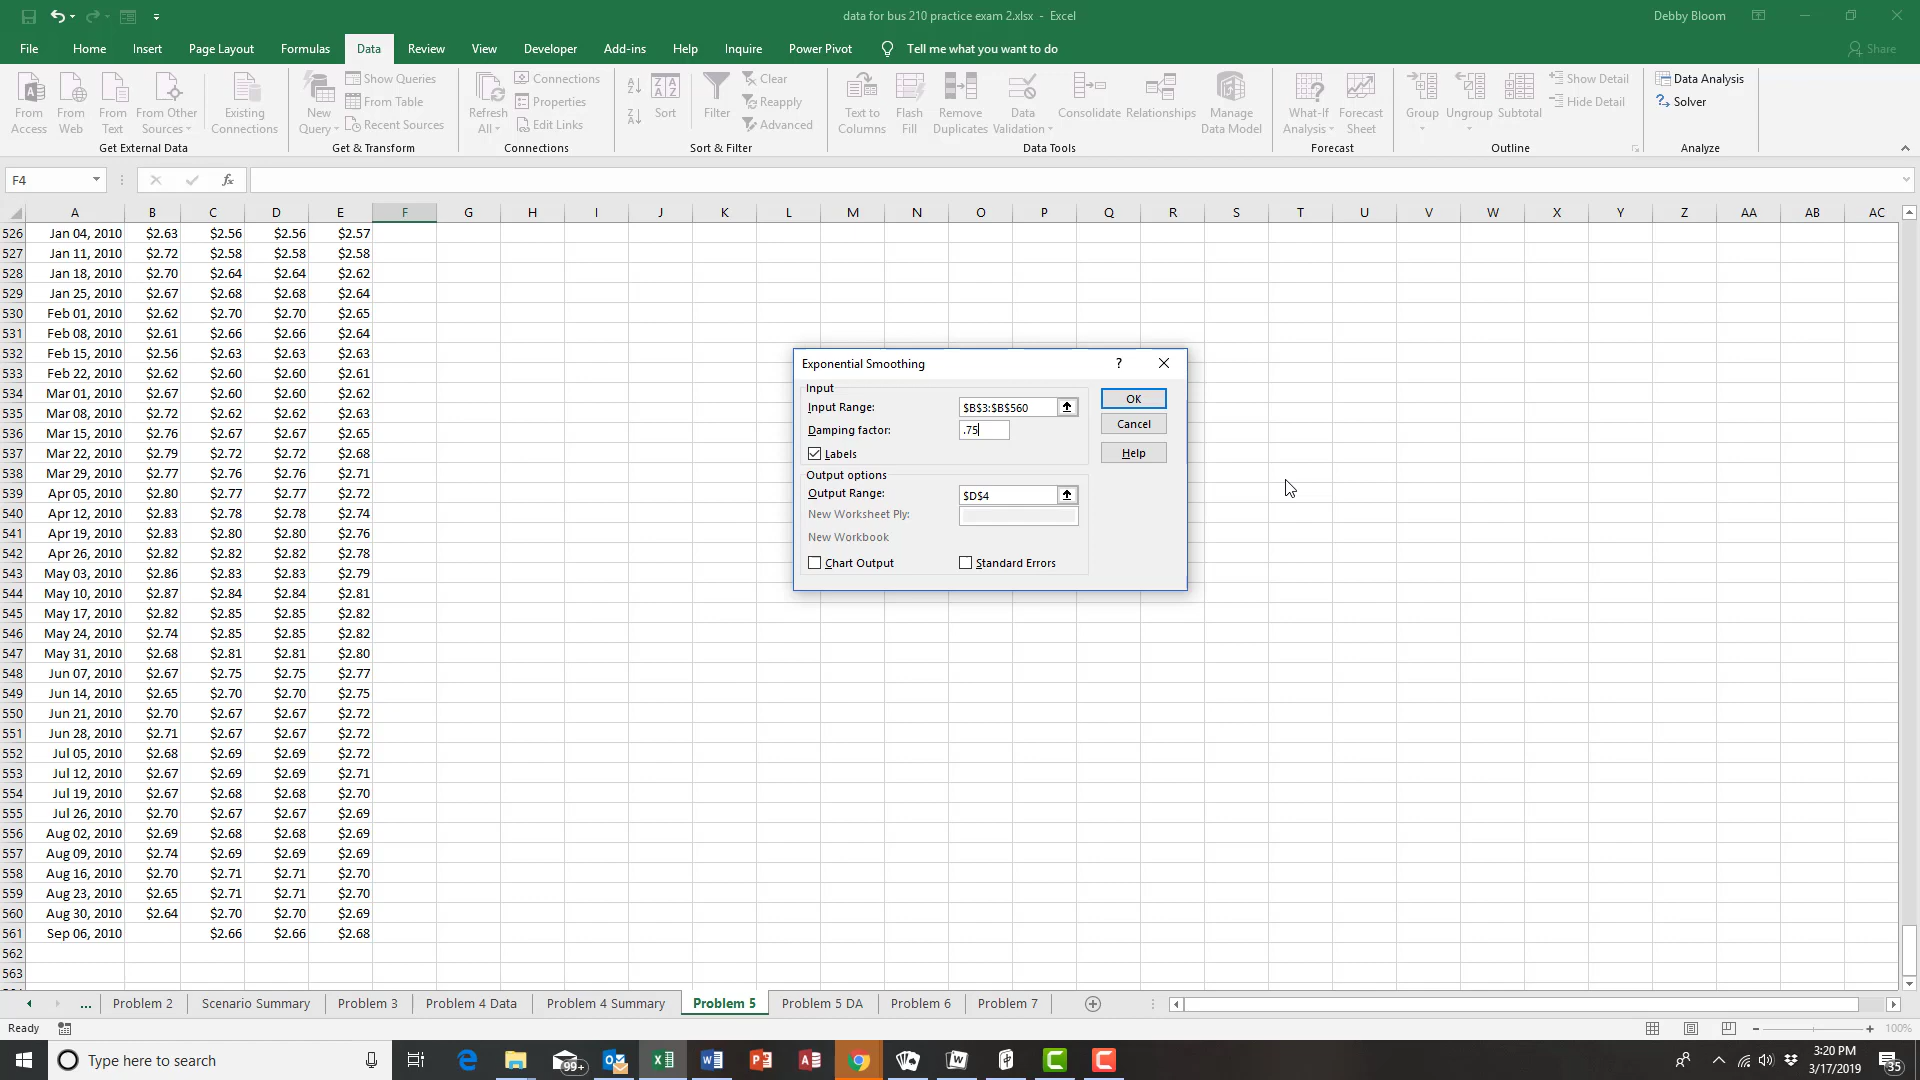 data for bus 210 practice exam 2.xlsx - Excel
Debby Bloom
File Home Insert Page Layout Formulas Data Review View Developer Add-ins Help Inquire Power Pivot Tell me what you want to do Share
From Access
From Web
From Text
From Other Sources
Existing Connections
Get External Data
New Query
Show Queries
From Table
Recent Sources
Get & Transform
Refresh All
Connections
Properties
Edit Links
Connections
Sort
Filter
Clear
Reapply
Advanced
Sort & Filter
Text to Columns
Flash Fill
Remove Duplicates
Data Validation
Consolidate
Relationships
Manage Data Model
Data Tools
What-If Analysis
Forecast Sheet
Forecast
Group
Ungroup
Subtotal
Show Detail
Hide Detail
Outline
Data Analysis
Solver
Analyze
F4 fx
A B C D E F G H I J K L M N O P Q R S T U V W X Y Z AA AB AC
526 Jan 04, 2010 $2.63 $2.56 $2.56 $2.57
527 Jan 11, 2010 $2.72 $2.58 $2.58 $2.58
528 Jan 18, 2010 $2.70 $2.64 $2.64 $2.62
529 Jan 25, 2010 $2.67 $2.68 $2.68 $2.64
530 Feb 01, 2010 $2.62 $2.70 $2.70 $2.65
531 Feb 08, 2010 $2.61 $2.66 $2.66 $2.64
532 Feb 15, 2010 $2.56 $2.63 $2.63 $2.63
533 Feb 22, 2010 $2.62 $2.60 $2.60 $2.61
534 Mar 01, 2010 $2.67 $2.60 $2.60 $2.62
535 Mar 08, 2010 $2.72 $2.62 $2.62 $2.63
536 Mar 15, 2010 $2.76 $2.67 $2.67 $2.65
537 Mar 22, 2010 $2.79 $2.72 $2.72 $2.68
538 Mar 29, 2010 $2.77 $2.76 $2.76 $2.71
539 Apr 05, 2010 $2.80 $2.77 $2.77 $2.72
540 Apr 12, 2010 $2.83 $2.78 $2.78 $2.74
541 Apr 19, 2010 $2.83 $2.80 $2.80 $2.76
542 Apr 26, 2010 $2.82 $2.82 $2.82 $2.78
543 May 03, 2010 $2.86 $2.83 $2.83 $2.79
544 May 10, 2010 $2.87 $2.84 $2.84 $2.81
545 May 17, 2010 $2.82 $2.85 $2.85 $2.82
546 May 24, 2010 $2.74 $2.85 $2.85 $2.82
547 May 31, 2010 $2.68 $2.81 $2.81 $2.80
548 Jun 07, 2010 $2.67 $2.75 $2.75 $2.77
549 Jun 14, 2010 $2.65 $2.70 $2.70 $2.75
550 Jun 21, 2010 $2.70 $2.67 $2.67 $2.72
551 Jun 28, 2010 $2.71 $2.67 $2.67 $2.72
552 Jul 05, 2010 $2.68 $2.69 $2.69 $2.72
553 Jul 12, 2010 $2.67 $2.69 $2.69 $2.71
554 Jul 19, 2010 $2.67 $2.68 $2.68 $2.70
555 Jul 26, 2010 $2.70 $2.67 $2.67 $2.69
556 Aug 02, 2010 $2.69 $2.68 $2.68 $2.69
557 Aug 09, 2010 $2.74 $2.69 $2.69 $2.69
558 Aug 16, 2010 $2.70 $2.71 $2.71 $2.70
559 Aug 23, 2010 $2.65 $2.71 $2.71 $2.70
560 Aug 30, 2010 $2.64 $2.70 $2.70 $2.69
561 Sep 06, 2010 $2.66 $2.66 $2.68
562
563
Exponential Smoothing ?
Input
Input Range: $B$3:$B$560
Damping factor: .75
Labels
Output options
Output Range: $D$4
New Worksheet Ply:
New Workbook
Chart Output Standard Errors
OK
Cancel
Help
... Problem 2 Scenario Summary Problem 3 Problem 4 Data Problem 4 Summary Problem 5 Problem 5 DA Problem 6 Problem 7
Ready 100%
Type here to search
99+
3:20 PM
3/17/2019
35